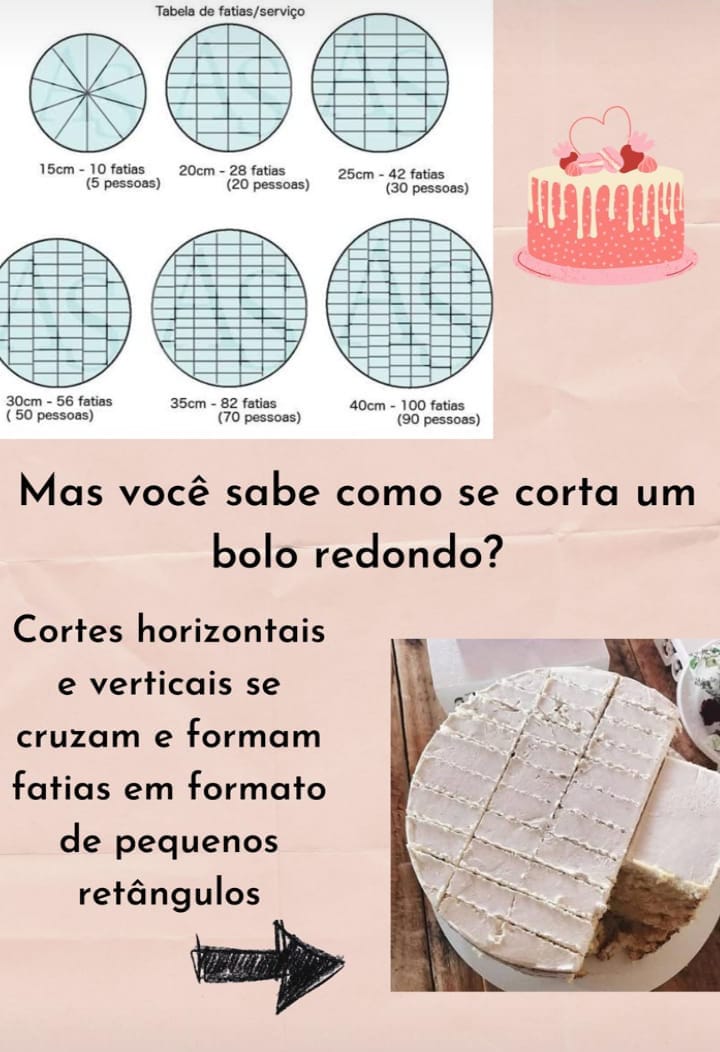 Tabela de fatias/serviço
15cm - 10 fatias
(5 pessoas)
20cm - 28 fatias
(20 pessoas)
25cm - 42 fatias
(30 pessoas)
30cm - 56 fatias
( 50 pessoas)
35cm - 82 fatias
(70 pessoas)
40cm - 100 fatias
(90 pessoas)
Mas você sabe como se corta um
bolo redondo?
Cortes horizontais
e verticais se
cruzam e formam
fatias em formato
de pequenos
retângulos